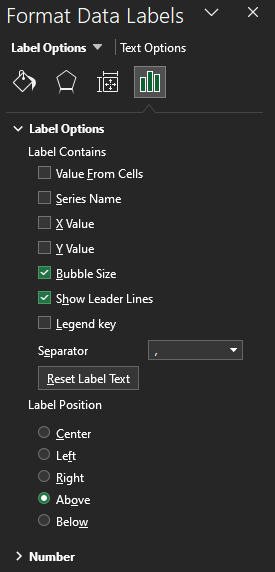 Format Data Labels
Label Options Text Options
Label Options
Label Contains
Value From Cells
Series Name
X Value
Y Value
Bubble Size
Show Leader Lines
Legend key
Separator ,
Reset Label Text
Label Position
Center
Left
Right
Above
Below
Number